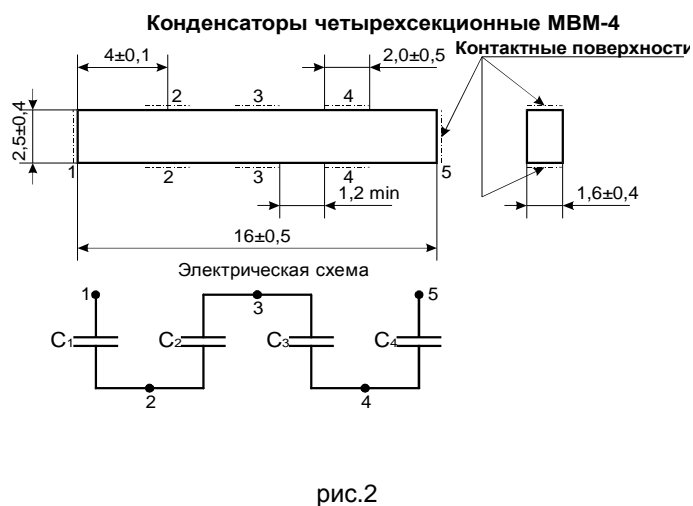 Конденсаторы четырехсекционные МВМ-4
Контактные поверхности
4±0,1
2,0±0,5
2 3 4
2,5±0,4
1 2 3 4 5
1,2 min
1,6±0,4
16±0,5
Электрическая схема
1 5
3
C1 C2 C3 C4
2 4
рис.2